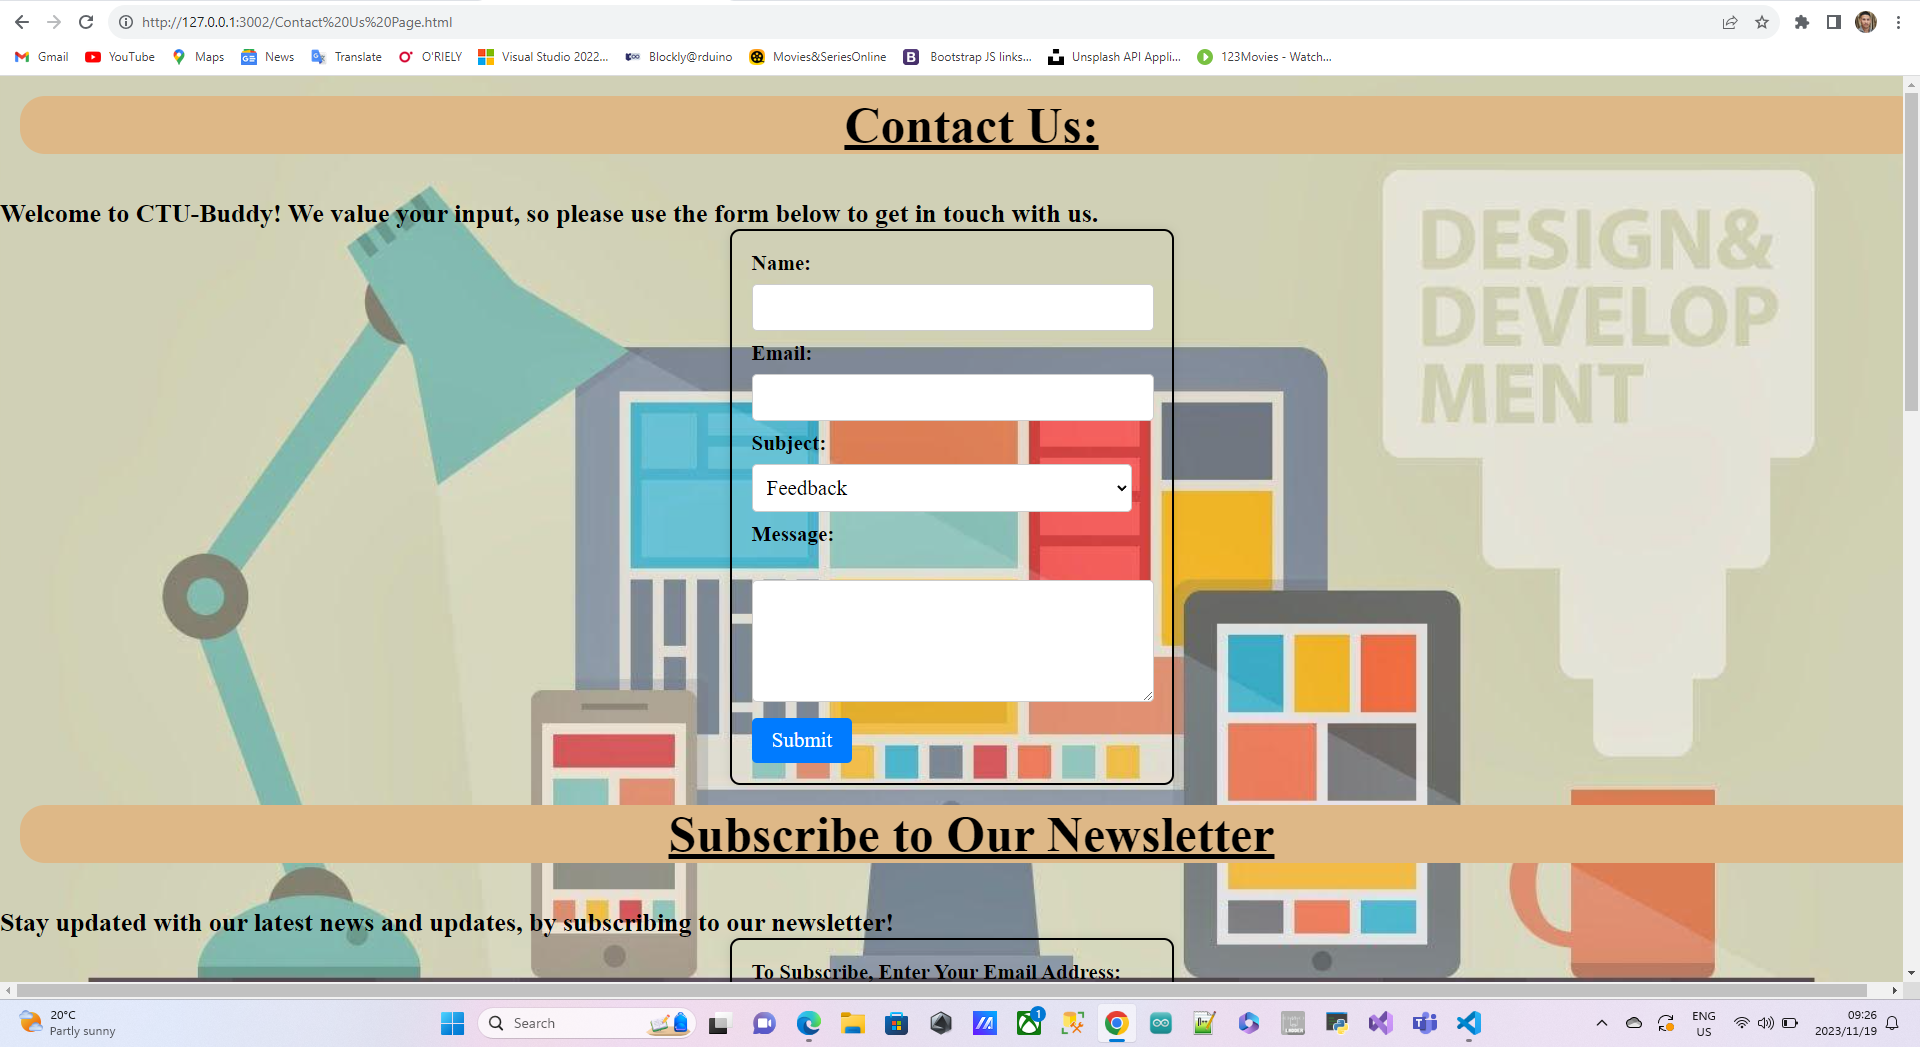 http://127.0.0.1:3002/Contact%20Us%20Page.html
Gmail YouTube Maps News Translate O'RIELY Visual Studio 2022... Blockly@rduino Movies&SeriesOnline Bootstrap JS links... Unsplash API Appli... 123Movies - Watch...
Contact Us:
Welcome to CTU-Buddy! We value your input, so please use the form below to get in touch with us.
DESIGN&
DEVELOP
MENT
Name:
Email:
Subject:
Feedback
Message:
Submit
Subscribe to Our Newsletter
Stay updated with our latest news and updates, by subscribing to our newsletter!
To Subscribe, Enter Your Email Address:
20°C
Partly sunny
Search
1
ENG
US
09:26
2023/11/19